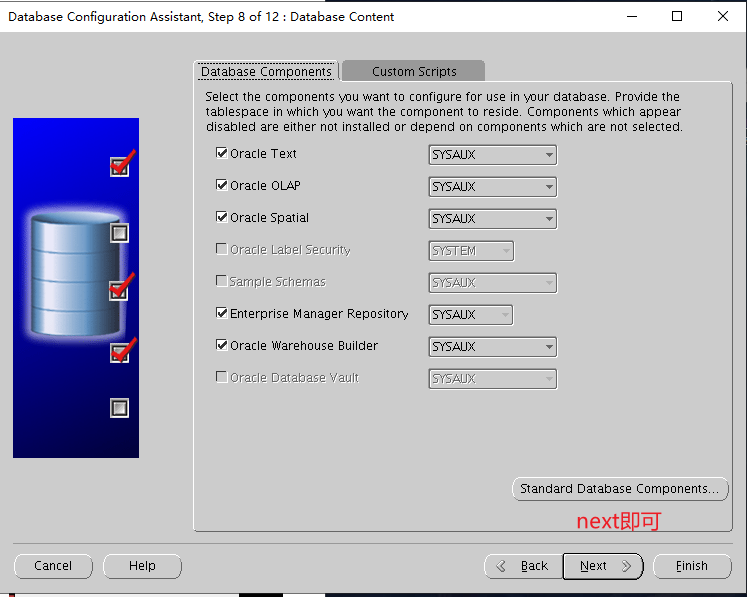 Database Configuration Assistant, Step 8 of 12 : Database Content
Database Components
Custom Scripts
Select the components you want to configure for use in your database. Provide the
tablespace in which you want the component to reside. Components which appear
disabled are either not installed or depend on components which are not selected.
Oracle Text SYSAUX
Oracle OLAP SYSAUX
Oracle Spatial SYSAUX
Oracle Label Security SYSTEM
Sample Schemas SYSAUX
Enterprise Manager Repository SYSAUX
Oracle Warehouse Builder SYSAUX
Oracle Database Vault SYSAUX
Standard Database Components...
next即可
Cancel Help Back Next Finish